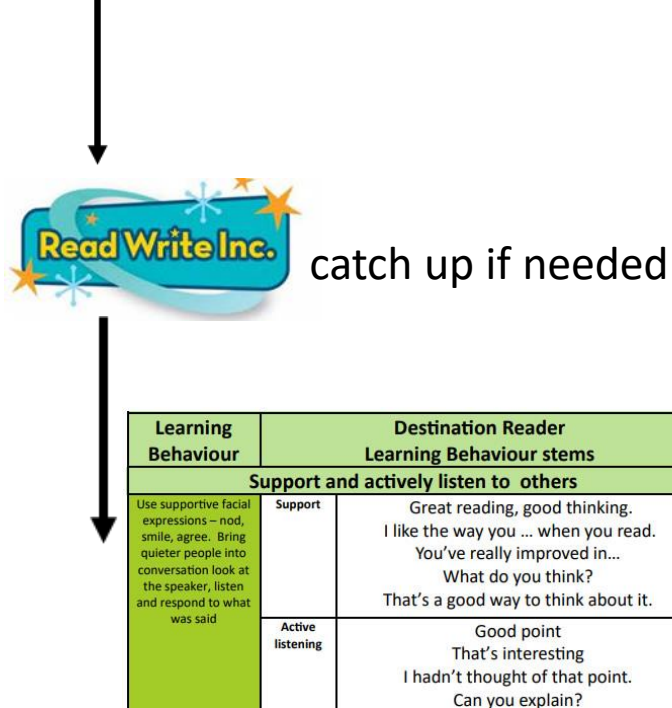 Read Write Inc.
catch up if needed
Learning
Behaviour
Destination Reader
Learning Behaviour stems
Support and actively listen to others
Use supportive facial
expressions – nod,
smile, agree. Bring
quieter people into
conversation look at
the speaker, listen
and respond to what
was said
Support
Great reading, good thinking.
I like the way you ... when you read.
You've really improved in...
What do you think?
That's a good way to think about it.
Active
listening
Good point
That's interesting
I hadn't thought of that point.
Can you explain?